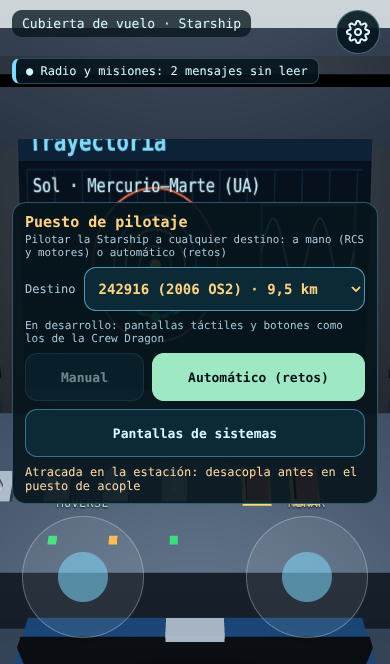 Cubierta de vuelo · Starship
● Radio y misiones: 2 mensajes sin leer
Trayectoria
Sol · Mercurio—Marte (UA)
Puesto de pilotaje
Pilotar la Starship a cualquier destino: a mano (RCS
y motores) o automático (retos)
Destino
242916 (2006 OS2) · 9,5 km
En desarrollo: pantallas táctiles y botones como
los de la Crew Dragon
Manual
Automático (retos)
Pantallas de sistemas
Atracada en la estación: desacopla antes en el
puesto de acople
MOVERSE